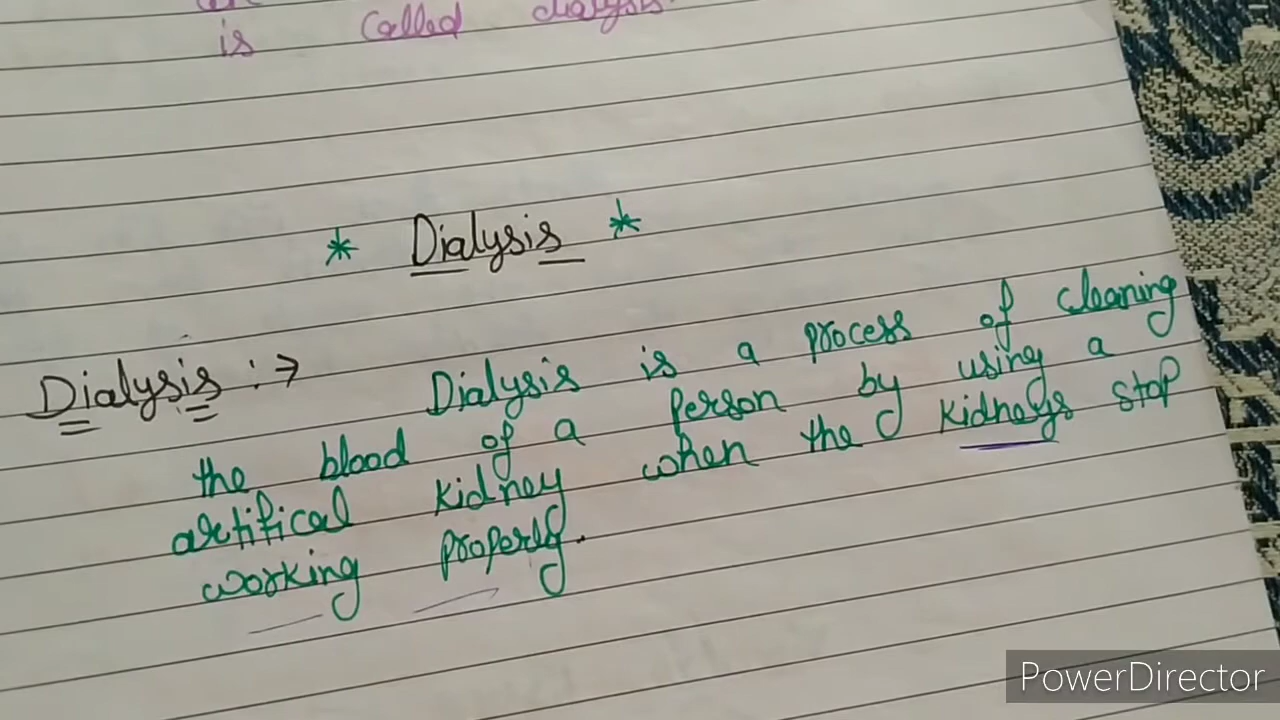 is called dialysis.
* Dialysis *
Dialysis :→ Dialysis is a process of cleaning
the blood of a person by using a
artifical kidney when the kidneys stop
working properly.
PowerDirector